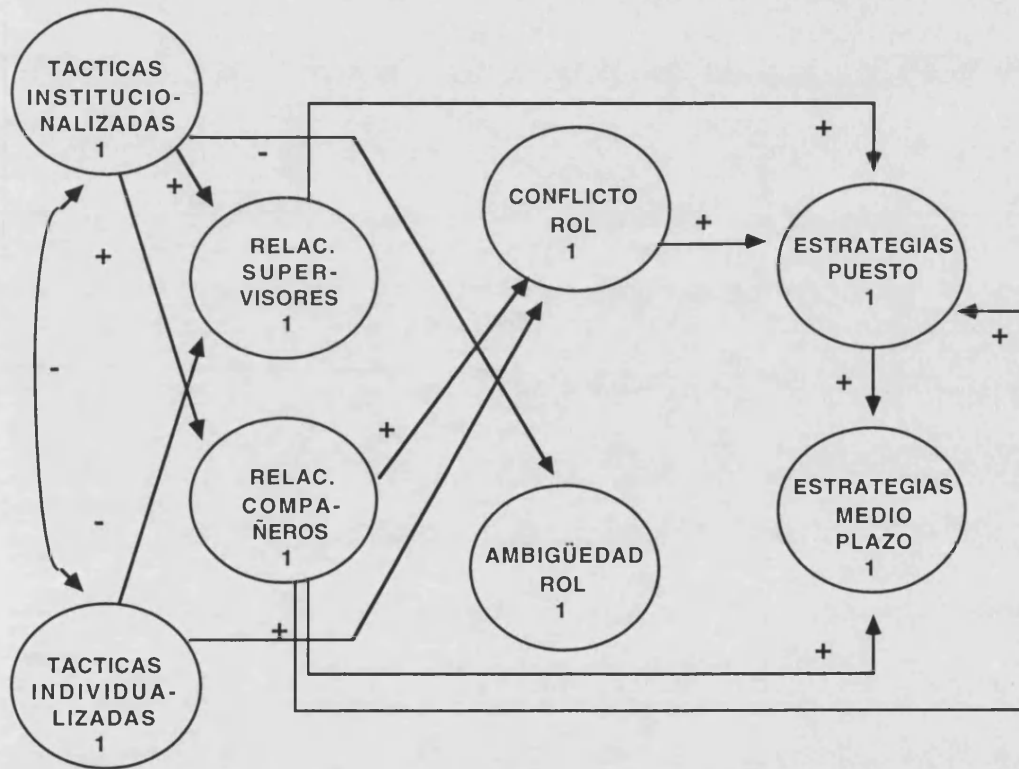 TACTICAS
INSTITUCIO-
NALIZADAS
1
-
+
+
RELAC.
SUPER-
VISORES
1
CONFLICTO
ROL
1
+
+
ESTRATEGIAS
PUESTO
1
+
-
+
+
RELAC.
COMPA-
ÑEROS
1
-
AMBIGÜEDAD
ROL
1
ESTRATEGIAS
MEDIO
PLAZO
1
+
+
TACTICAS
INDIVIDUA-
LIZADAS
1